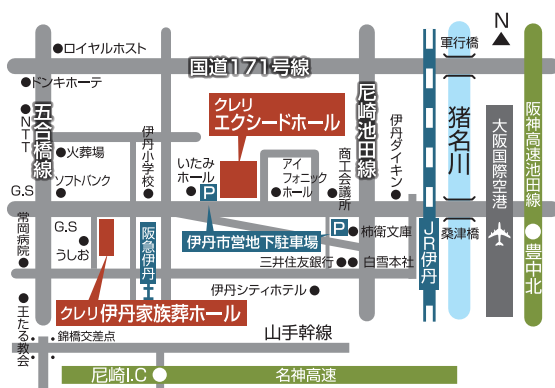 N
ロイヤルホスト
軍行橋
国道171号線
ドンキホーテ
NTT
五合橋線
火葬場
伊丹小学校
クレリ
エクシードホール
尼崎池田線
猪名川
大阪国際空港
阪神高速池田線
いたみ
ホール
P
アイ
フォニック
ホール
商工会議所
伊丹ダイキン
G.S
ソフトバンク
常岡病院
G.S
うしお
阪急伊丹
伊丹市営地下駐車場
P
柿衛文庫
JR伊丹
桑津橋
豊中北
三井住友銀行
白雪本社
伊丹シティホテル
クレリ伊丹家族葬ホール
王たる教会
錦橋交差点
山手幹線
尼崎I.C
名神高速